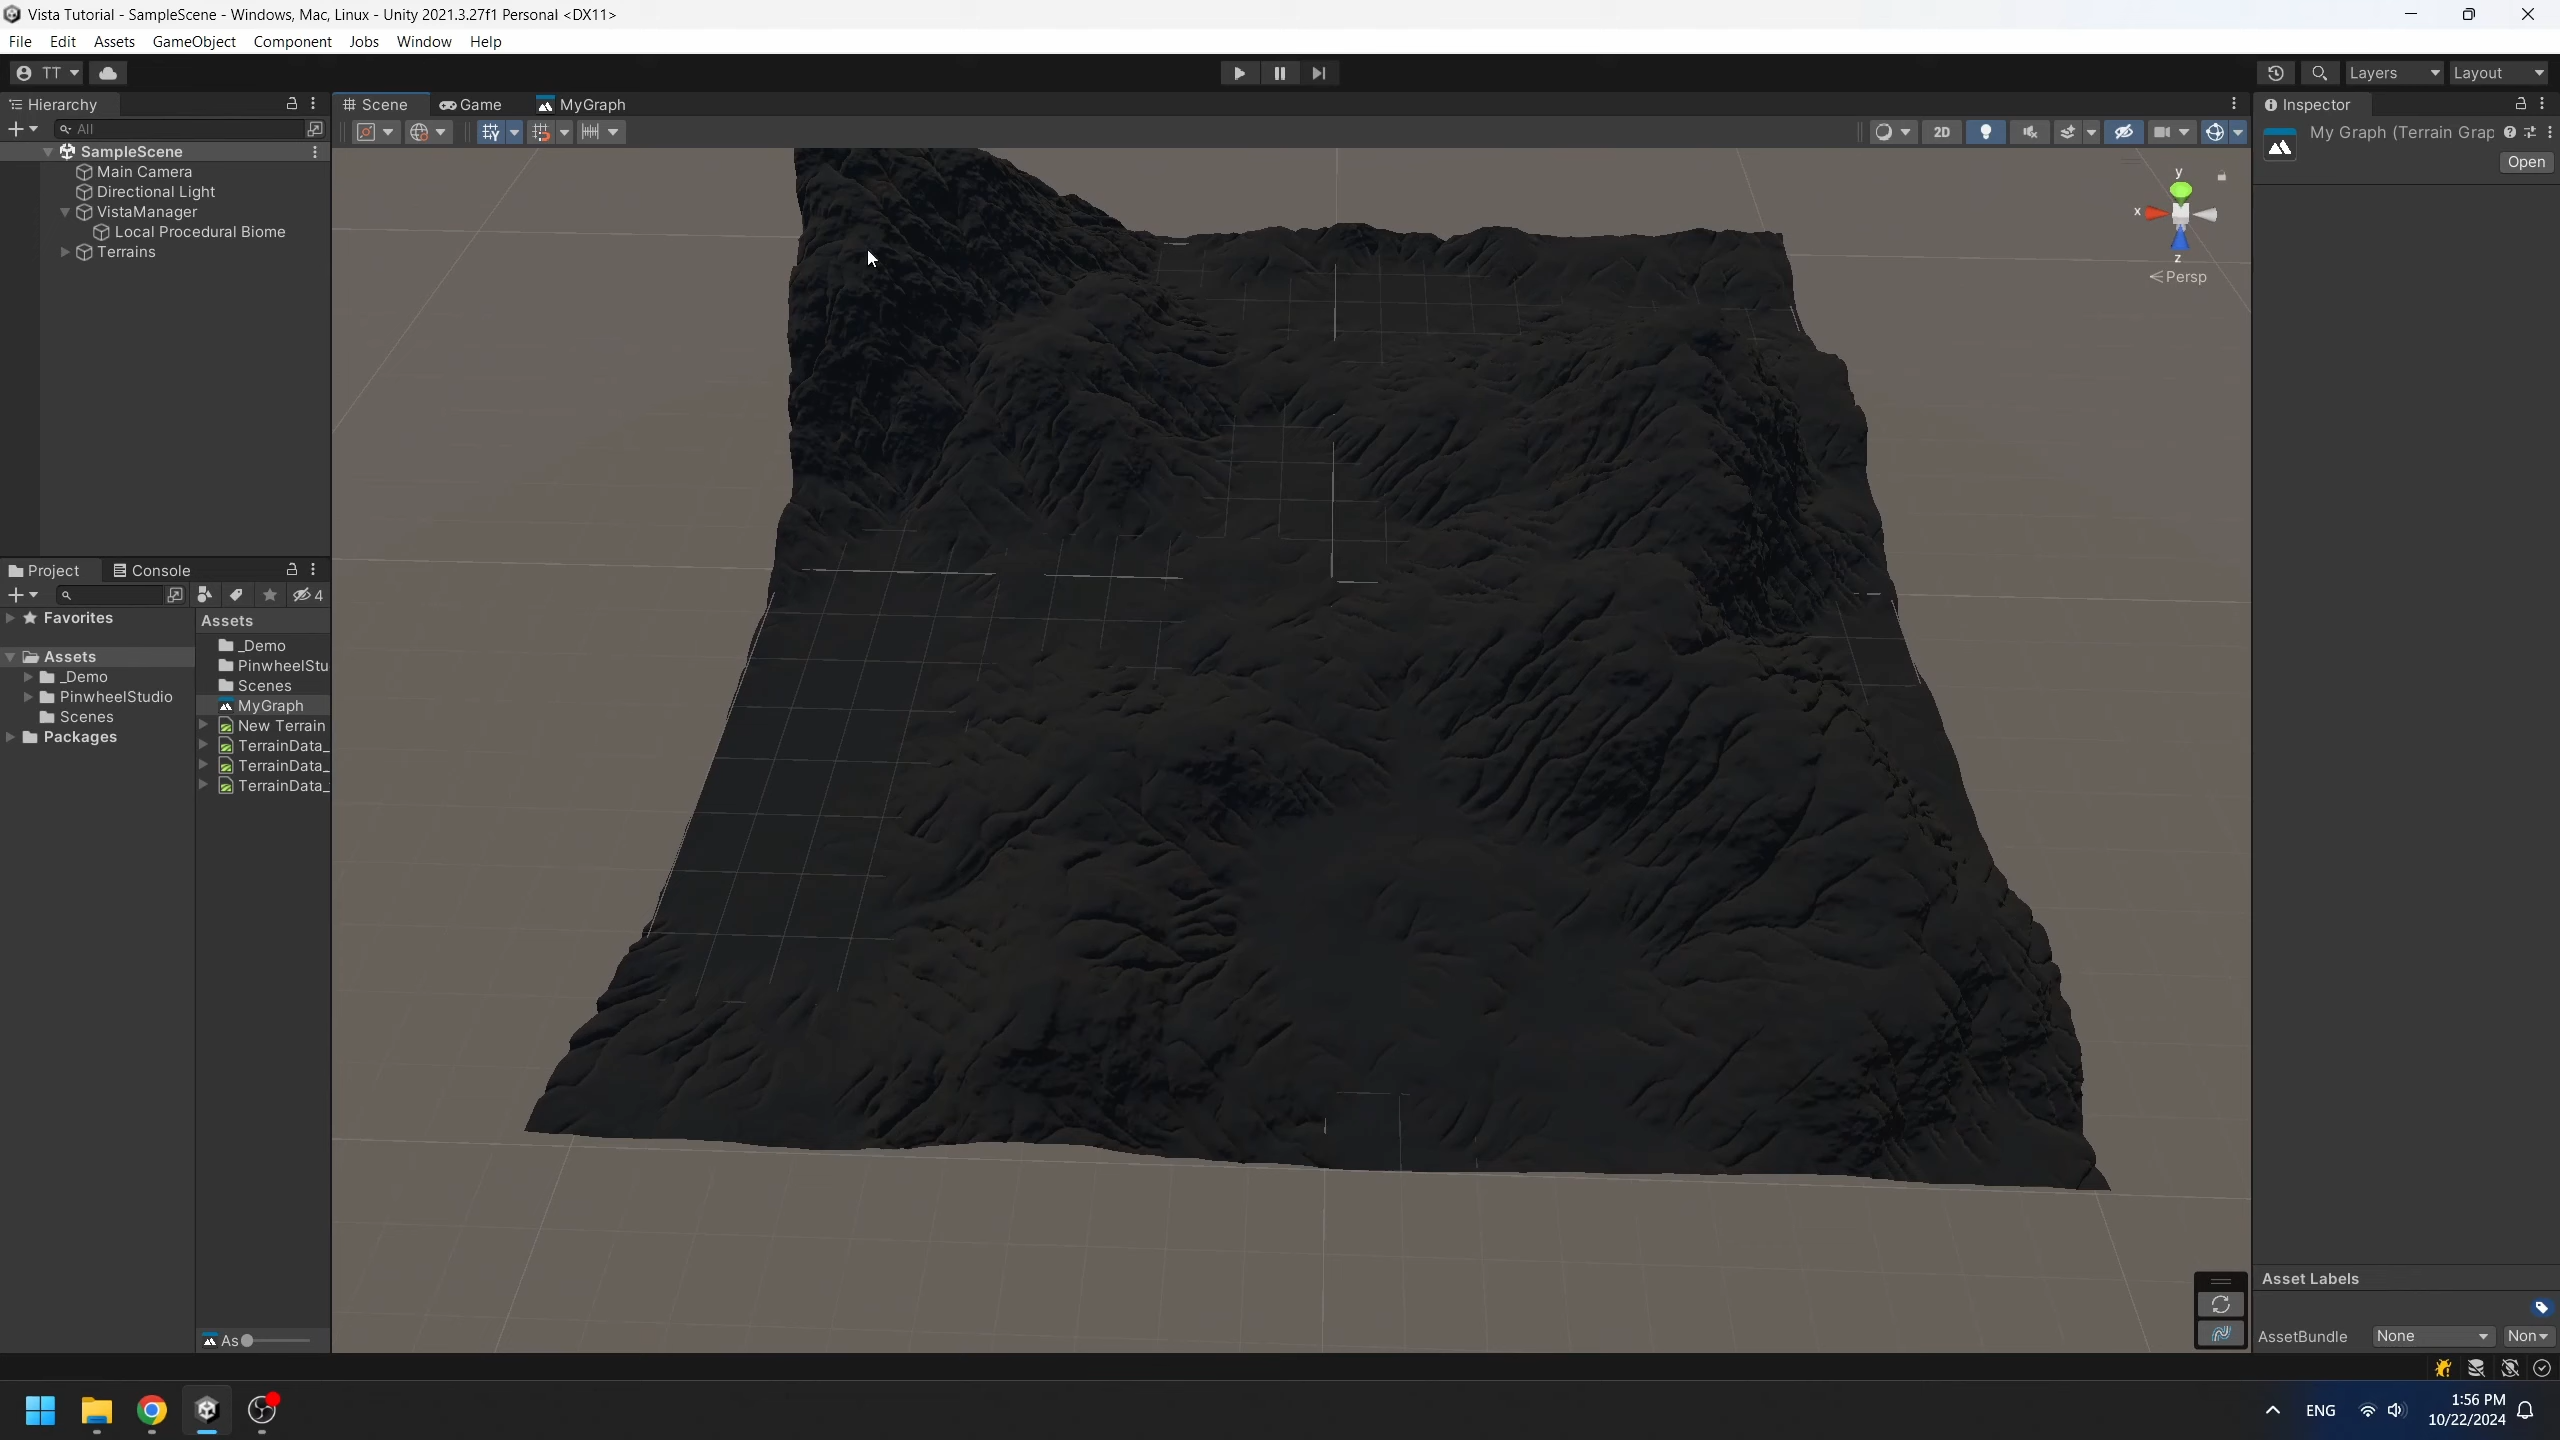 Vista Tutorial - SampleScene - Windows, Mac, Linux - Unity 2021.3.27f1 Personal <DX11>
File Edit Assets GameObject Component Jobs Window Help
TT Layers Layout
Hierarchy Scene Game MyGraph Inspector
All 2D My Graph (Terrain Grap
Open
SampleScene
Main Camera
Directional Light
VistaManager
Local Procedural Biome
Terrains
y
x
z
Persp
Project Console
4
Favorites
Assets
_Demo
PinwheelStudio
Scenes
Packages
Assets
_Demo
PinwheelStu
Scenes
MyGraph
New Terrain
TerrainData_
TerrainData_
TerrainData_
As
Asset Labels
AssetBundle None Non
ENG
1:56 PM
10/22/2024